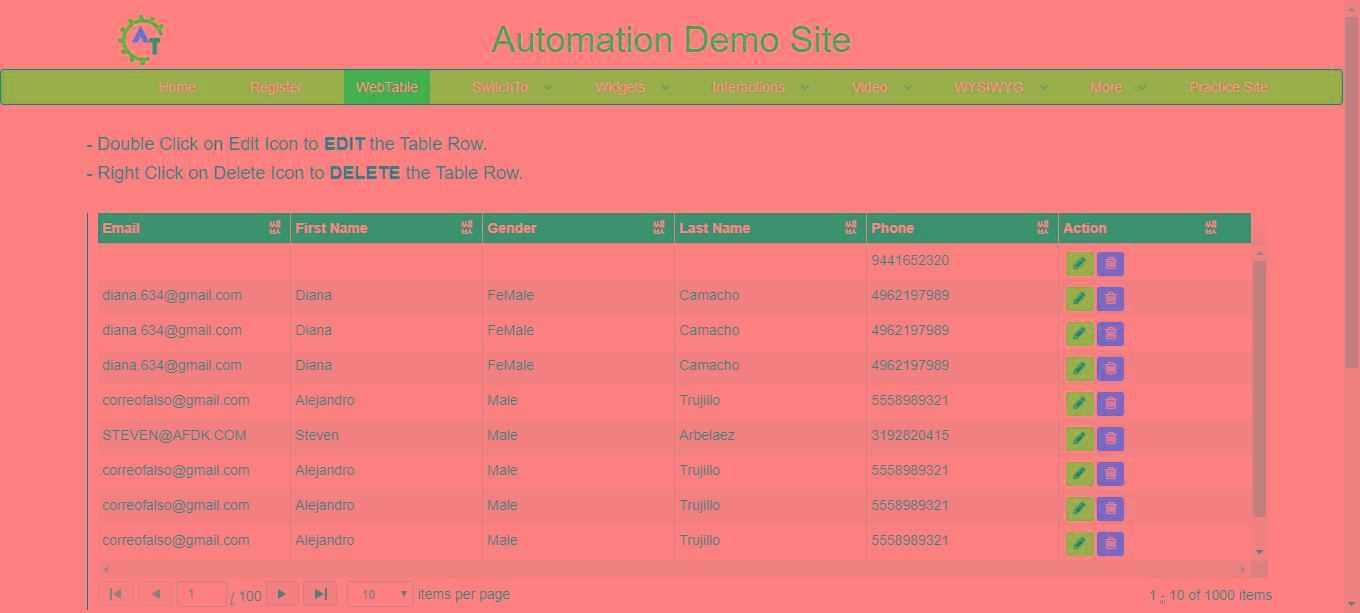 AT
Automation Demo Site
Home Register WebTable SwitchTo Widgets Interactions Video WYSIWYG More Practice Site
- Double Click on Edit Icon to EDIT the Table Row.
- Right Click on Delete Icon to DELETE the Table Row.
Email First Name Gender Last Name Phone Action
9441652320
diana.634@gmail.com Diana FeMale Camacho 4962197989
diana.634@gmail.com Diana FeMale Camacho 4962197989
diana.634@gmail.com Diana FeMale Camacho 4962197989
correofalso@gmail.com Alejandro Male Trujillo 5558989321
STEVEN@AFDK.COM Steven Male Arbelaez 3192820415
correofalso@gmail.com Alejandro Male Trujillo 5558989321
correofalso@gmail.com Alejandro Male Trujillo 5558989321
correofalso@gmail.com Alejandro Male Trujillo 5558989321
1 / 100 10 items per page 1 - 10 of 1000 items